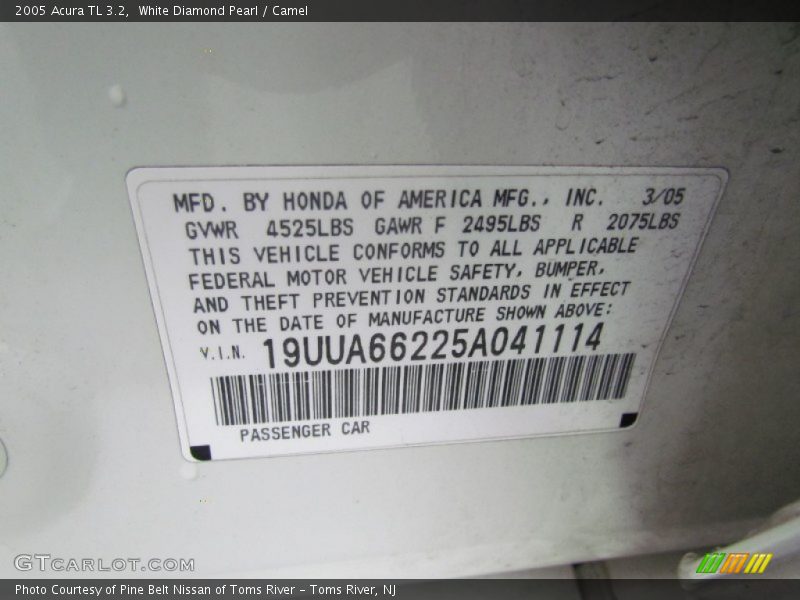 2005 Acura TL 3.2,  White Diamond Pearl / Camel
MFD. BY HONDA OF AMERICA MFG., INC. 3/05
GVWR 4525LBS GAWR F 2495LBS R 2075LBS
THIS VEHICLE CONFORMS TO ALL APPLICABLE
FEDERAL MOTOR VEHICLE SAFETY, BUMPER,
AND THEFT PREVENTION STANDARDS IN EFFECT
ON THE DATE OF MANUFACTURE SHOWN ABOVE:
V.I.N. 19UUA66225A041114
PASSENGER CAR
GTCARLOT.COM
Photo Courtesy of Pine Belt Nissan of Toms River – Toms River, NJ